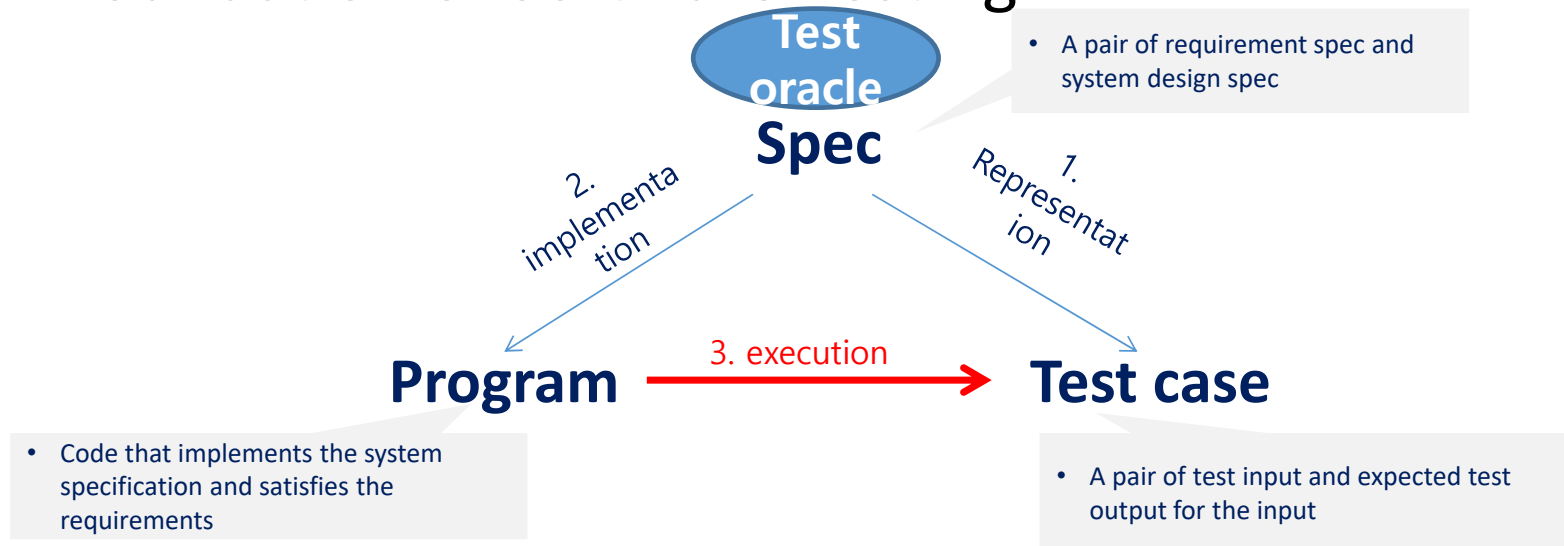 Test
oracle
• A pair of requirement spec and
system design spec
Spec
2.
implementa
tion
1.
Representat
ion
Program
3. execution
Test case
• Code that implements the system
specification and satisfies the
requirements
• A pair of test input and expected test
output for the input